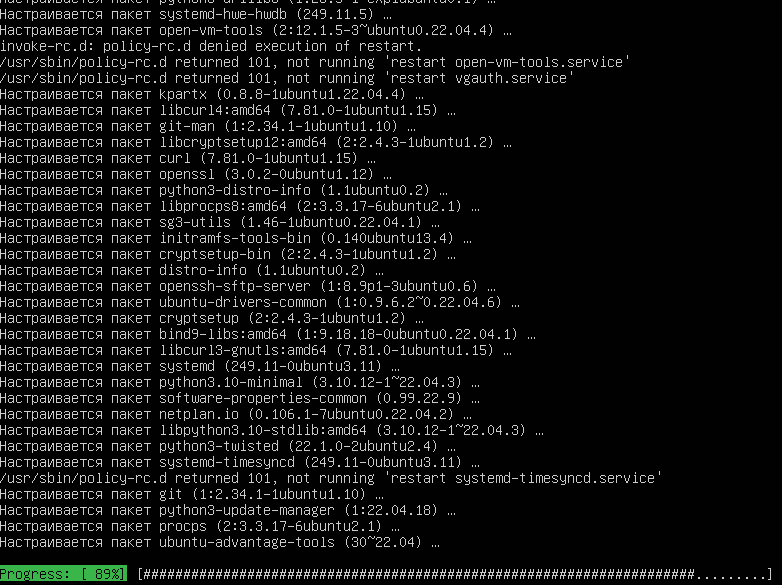 Настраивается пакет systemd-hwe-hwdb (249.11.5) …
Настраивается пакет open-vm-tools (2:12.1.5-3~ubuntu0.22.04.4) …
invoke-rc.d: policy-rc.d denied execution of restart.
/usr/sbin/policy-rc.d returned 101, not running 'restart open-vm-tools.service'
/usr/sbin/policy-rc.d returned 101, not running 'restart vgauth.service'
Настраивается пакет kpartx (0.8.8-1ubuntu1.22.04.4) …
Настраивается пакет libcurl4:amd64 (7.81.0-1ubuntu1.15) …
Настраивается пакет git-man (1:2.34.1-1ubuntu1.10) …
Настраивается пакет libcryptsetup12:amd64 (2:2.4.3-1ubuntu1.2) …
Настраивается пакет curl (7.81.0-1ubuntu1.15) …
Настраивается пакет openssl (3.0.2-0ubuntu1.12) …
Настраивается пакет python3-distro-info (1.1ubuntu0.2) …
Настраивается пакет libprocps8:amd64 (2:3.3.17-6ubuntu2.1) …
Настраивается пакет sg3-utils (1.46-1ubuntu0.22.04.1) …
Настраивается пакет initramfs-tools-bin (0.140ubuntu13.4) …
Настраивается пакет cryptsetup-bin (2:2.4.3-1ubuntu1.2) …
Настраивается пакет distro-info (1.1ubuntu0.2) …
Настраивается пакет openssh-sftp-server (1:8.9p1-3ubuntu0.6) …
Настраивается пакет ubuntu-drivers-common (1:0.9.6.2~0.22.04.6) …
Настраивается пакет cryptsetup (2:2.4.3-1ubuntu1.2) …
Настраивается пакет bind9-libs:amd64 (1:9.18.18-0ubuntu0.22.04.1) …
Настраивается пакет libcurl3-gnutls:amd64 (7.81.0-1ubuntu1.15) …
Настраивается пакет systemd (249.11-0ubuntu3.11) …
Настраивается пакет python3.10-minimal (3.10.12-1~22.04.3) …
Настраивается пакет software-properties-common (0.99.22.9) …
Настраивается пакет netplan.io (0.106.1-7ubuntu0.22.04.2) …
Настраивается пакет libpython3.10-stdlib:amd64 (3.10.12-1~22.04.3) …
Настраивается пакет python3-twisted (22.1.0-2ubuntu2.4) …
Настраивается пакет systemd-timesyncd (249.11-0ubuntu3.11) …
/usr/sbin/policy-rc.d returned 101, not running 'restart systemd-timesyncd.service'
Настраивается пакет git (1:2.34.1-1ubuntu1.10) …
Настраивается пакет python3-update-manager (1:22.04.18) …
Настраивается пакет procps (2:3.3.17-6ubuntu2.1) …
Настраивается пакет ubuntu-advantage-tools (30~22.04) …
Progress: [ 89%] [######################################################################.........]